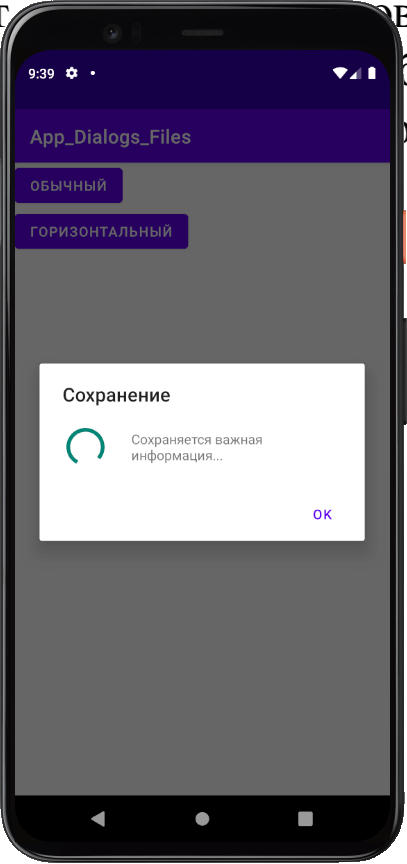 9:39
App_Dialogs_Files
ОБЫЧНЫЙ
ГОРИЗОНТАЛЬНЫЙ
Сохранение
Сохраняется важная
информация...
OK